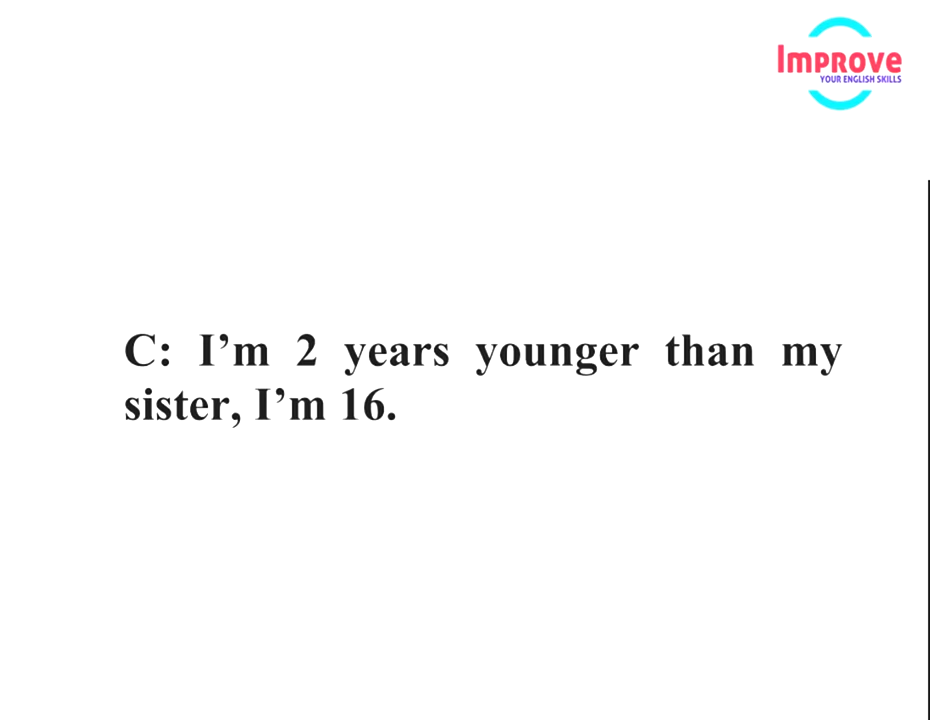 Improve
YOUR ENGLISH SKILLS
C: I’m 2 years younger than my
sister, I’m 16.